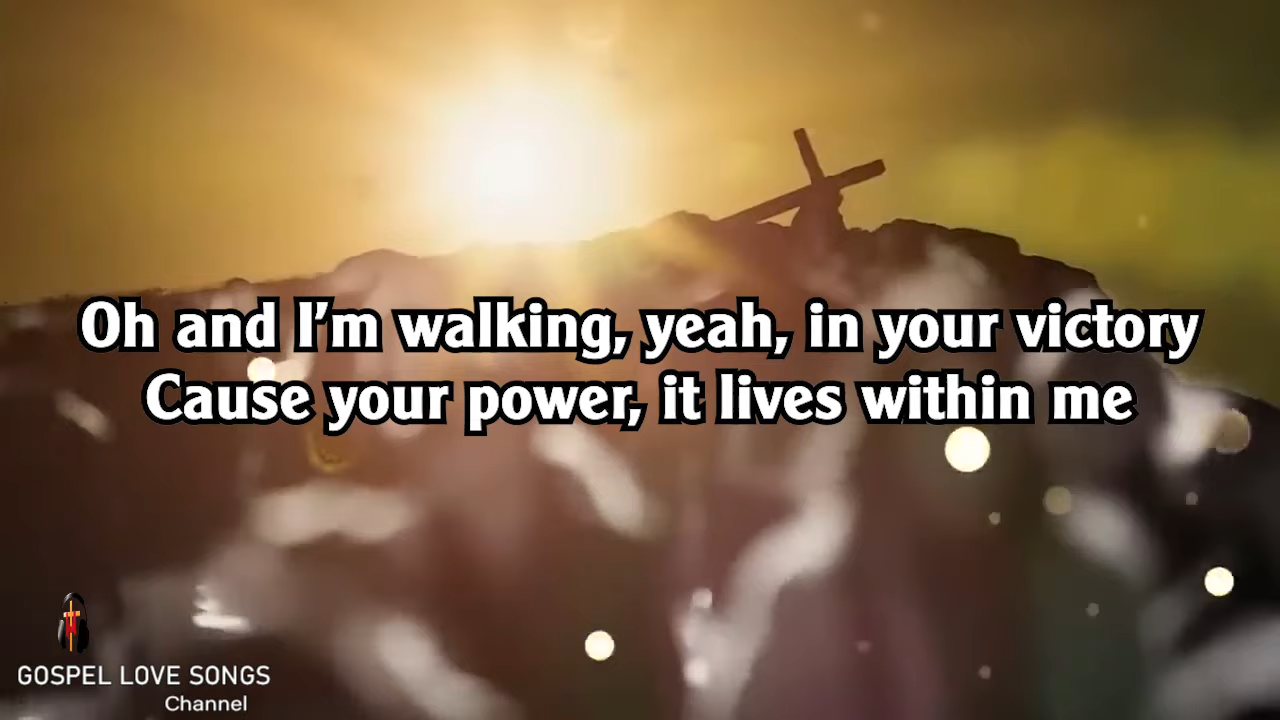 Oh and I'm walking, yeah, in your victory
Cause your power, it lives within me
GOSPEL LOVE SONGS
Channel